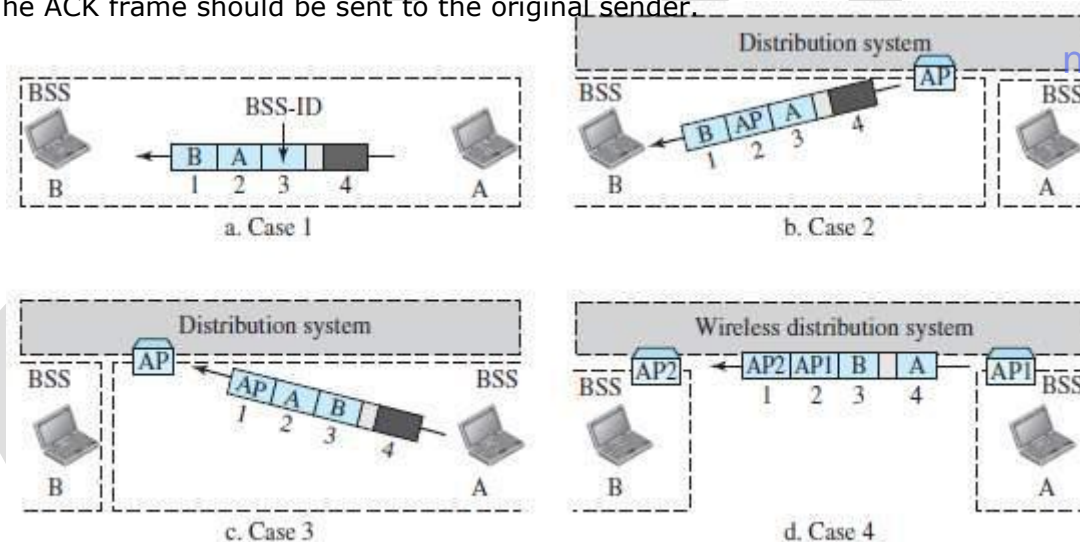 he ACK frame should be sent to the original sender.
BSS
BSS-ID
B A
1 2 3 4
B A
a. Case 1
Distribution system
AP
BSS
BSS
B AP A
1 2 3 4
B A
b. Case 2
Distribution system
AP
BSS
BSS
AP A B
1 2 3 4
B A
c. Case 3
Wireless distribution system
AP2
AP2 AP1 B A
AP1
BSS
BSS
1 2 3 4
B A
d. Case 4